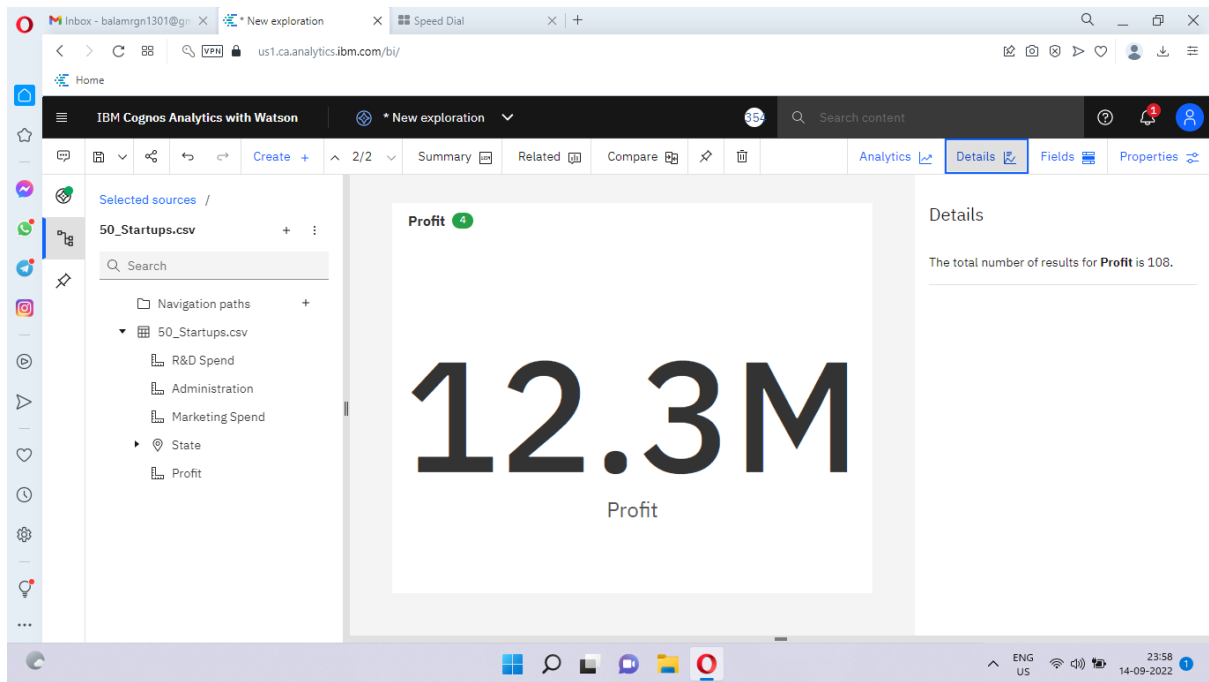 Inbox - balamrgn1301@gm
* New exploration
Speed Dial
VPN
us1.ca.analytics.ibm.com/bi/
Home
IBM Cognos Analytics with Watson
* New exploration
354
Search content
1
Create +
2/2
Summary
Related
Compare
Analytics
Details
Fields
Properties
Selected sources /
50_Startups.csv
Search
Navigation paths
50_Startups.csv
R&D Spend
Administration
Marketing Spend
State
Profit
Profit 4
12.3M
Profit
Details
The total number of results for Profit is 108.
ENG
US
23:58
14-09-2022
1